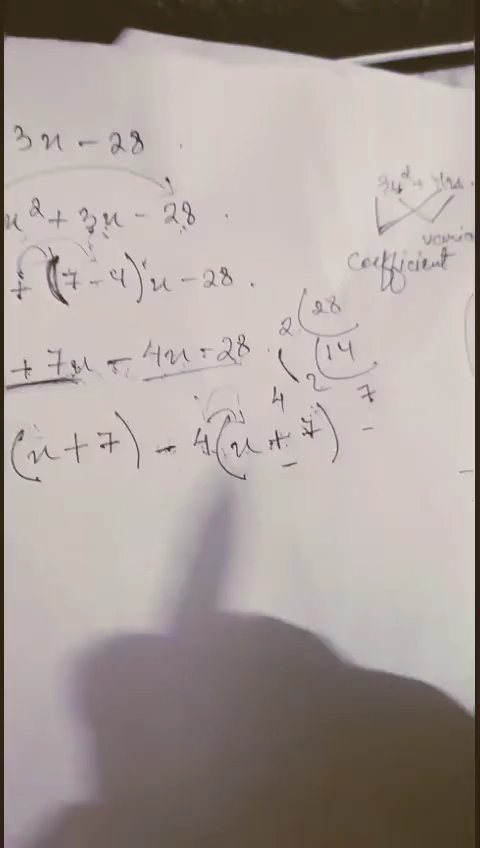 3x - 28
x² + 3x - 28
+ (7 - 4)x - 28
+ 7x - 4x - 28
(x + 7) - 4(x + 7)
2 28
2 14
4 7
coefficient